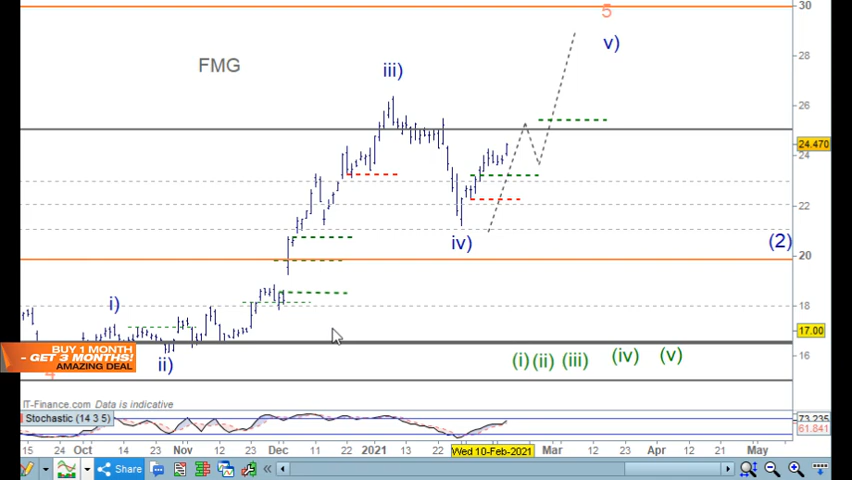 30
5
v)
28
FMG
iii)
26
24.470
24
22
iv)
(2)
20
i)
18
17.00
BUY 1 MONTH
- GET 3 MONTHS!
AMAZING DEAL
ii)
(i) (ii) (iii) (iv) (v)
16
4
IT-Finance.com Data is indicative
Stochastic (14 3 5)
73.235
61.841
15 24 Oct 14 23 Nov 17 Dec 11 22 2021 13 22 Wed 10-Feb-2021 Mar 12 23 Apr 12 21 May
Share